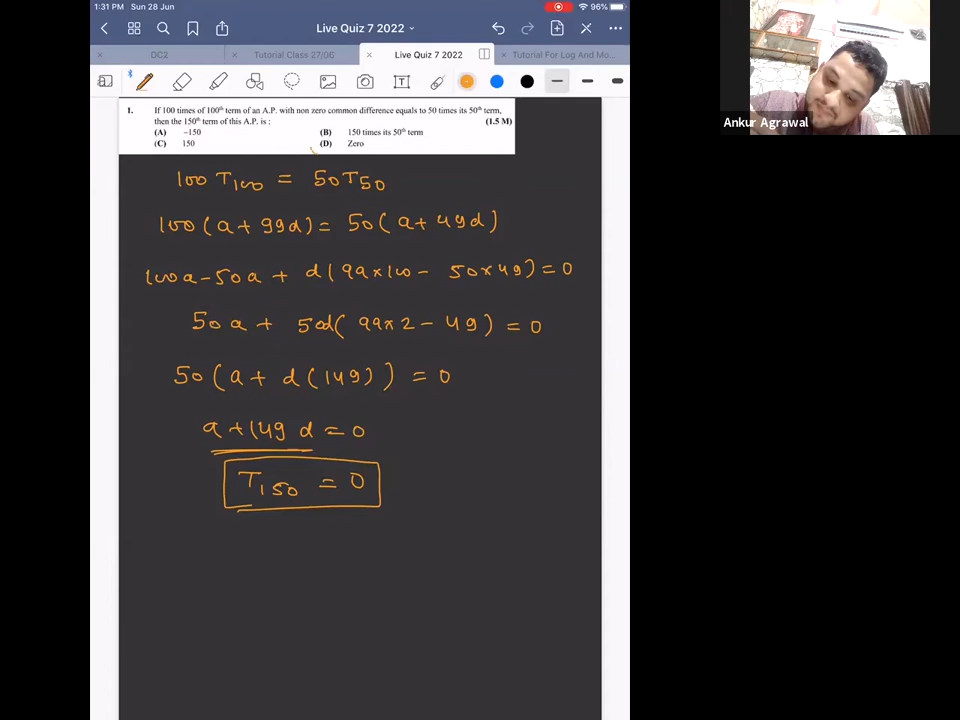 1:31 PM Sun 28 Jun
96%
Live Quiz 7 2022
DC2
Tutorial Class 27/06
Live Quiz 7 2022
Tutorial For Log And Mo...
1. If 100 times of 100th term of an A.P. with non zero common difference equals to 50 times its 50th term,
then the 150th term of this A.P. is : (1.5 M)
(A) −150 (B) 150 times its 50th term
(C) 150 (D) Zero
100 T100 = 50T50
100 ( a + 99d ) = 50 ( a + 49d )
100a − 50a + d ( 99×100 − 50×49 ) = 0
50a + 50d ( 99×2 − 49 ) = 0
50 ( a + d (149) ) = 0
a + 149 d = 0
T150 = 0
Ankur Agrawal